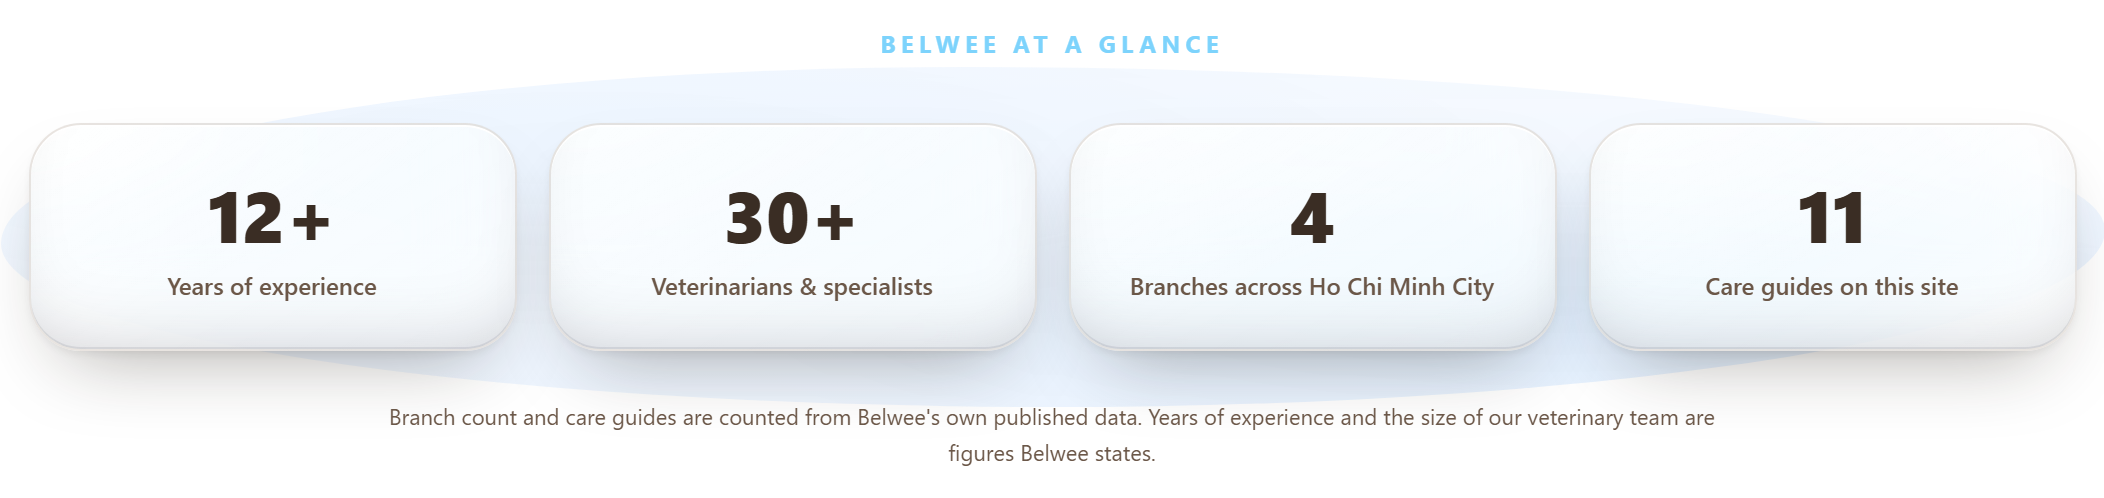 BELWEE AT A GLANCE
12+
Years of experience
30+
Veterinarians & specialists
4
Branches across Ho Chi Minh City
11
Care guides on this site
Branch count and care guides are counted from Belwee's own published data. Years of experience and the size of our veterinary team are
figures Belwee states.